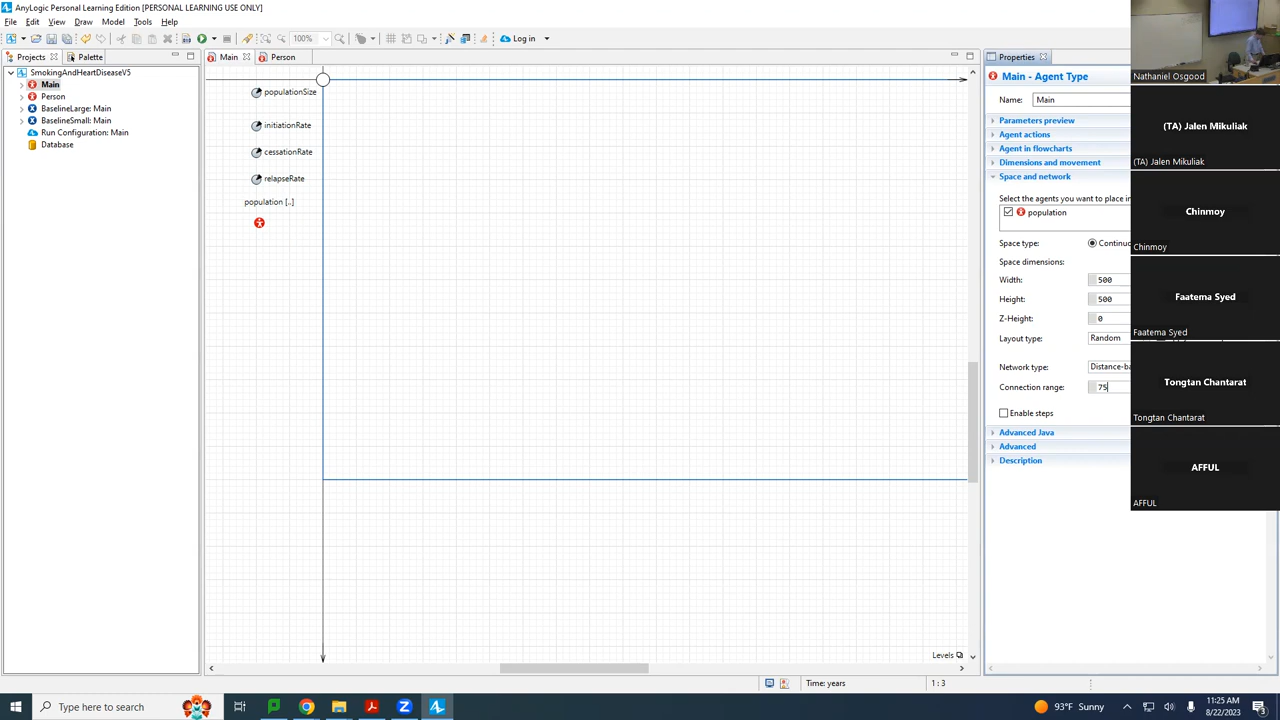 AnyLogic Personal Learning Edition [PERSONAL LEARNING USE ONLY]
File Edit View Draw Model Tools Help
100% Log in
Projects Palette Main Person Properties
SmokingAndHeartDiseaseV5
Main
Person
BaselineLarge: Main
BaselineSmall: Main
Run Configuration: Main
Database
populationSize
initiationRate
cessationRate
relapseRate
population [..]
Levels
Main - Agent Type
Name: Main
Parameters preview
Agent actions
Agent in flowcharts
Dimensions and movement
Space and network
Select the agents you want to place in
population
Space type: Continuo
Space dimensions:
Width: 500
Height: 500
Z-Height: 0
Layout type: Random
Network type: Distance-ba
Connection range: 75
Enable steps
Advanced Java
Advanced
Description
Nathaniel Osgood
(TA) Jalen Mikuliak
(TA) Jalen Mikuliak
Chinmoy
Chinmoy
Faatema Syed
Faatema Syed
Tongtan Chantarat
Tongtan Chantarat
AFFUL
AFFUL
Time: years 1 : 3
Type here to search
93°F Sunny
11:25 AM
8/22/2023
3